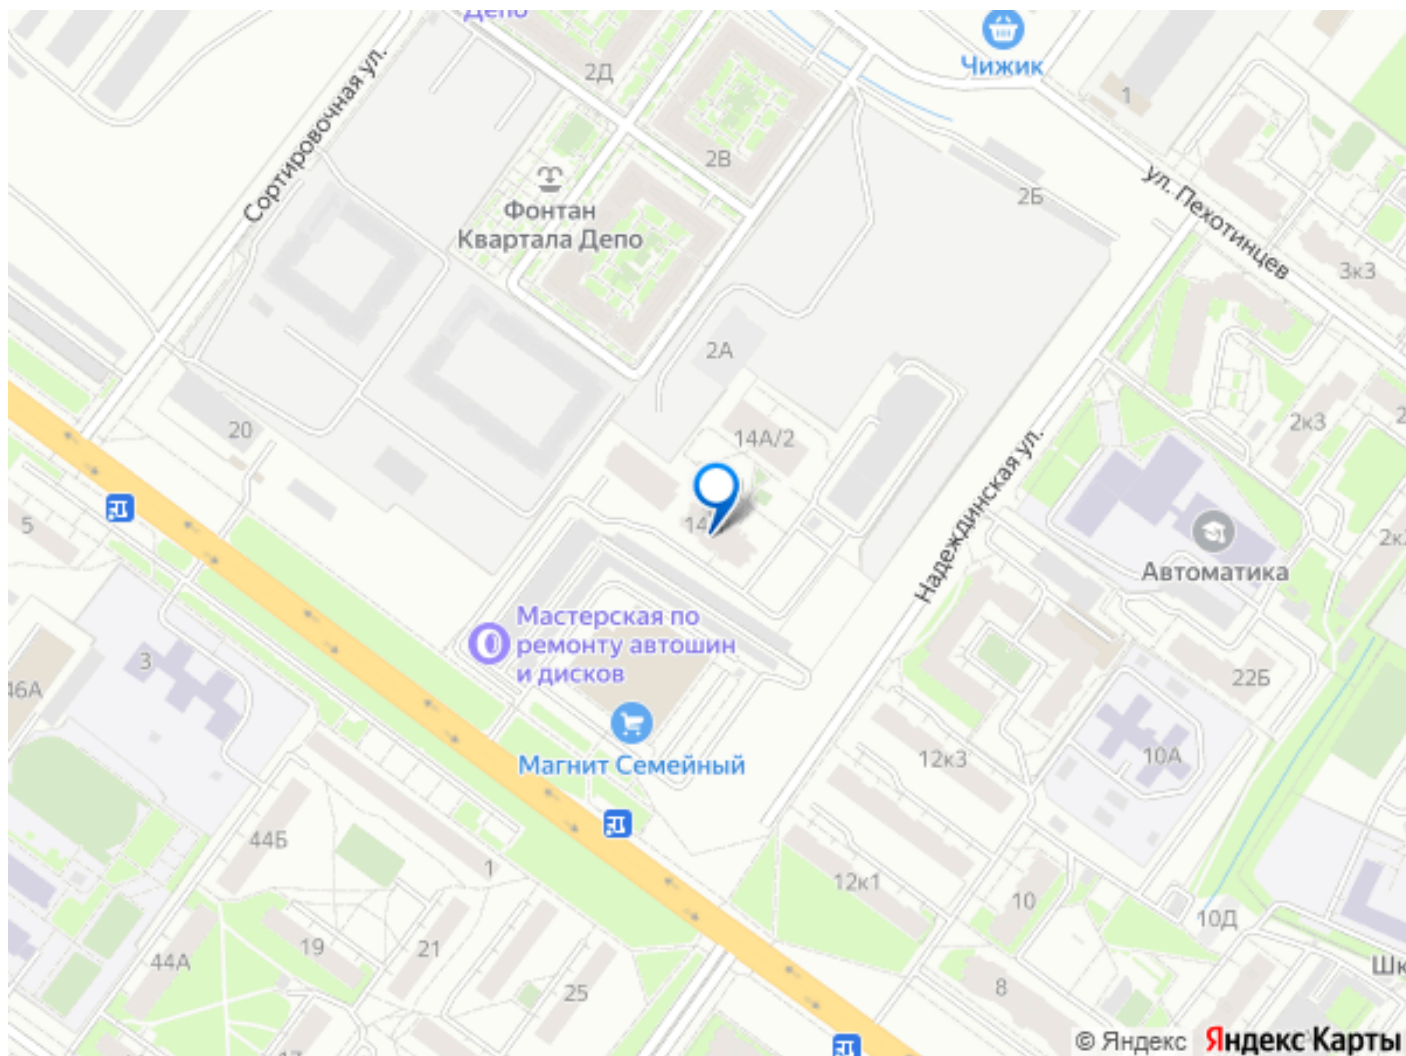 Депо
Чижик
2Д
1
Сортировочная ул.
2В
ул. Пехотинцев
2Б
Фонтан
Квартала Депо
3к3
2А
20
14А/2
2к3
Надеждинская ул.
5
14
Автоматика
Мастерская по
ремонту автошин
и дисков
3
46А
22Б
Магнит Семейный
12к3
10А
44Б
1
12к1
10
10Д
19
21
44А
25
8
© Яндекс Яндекс Карты